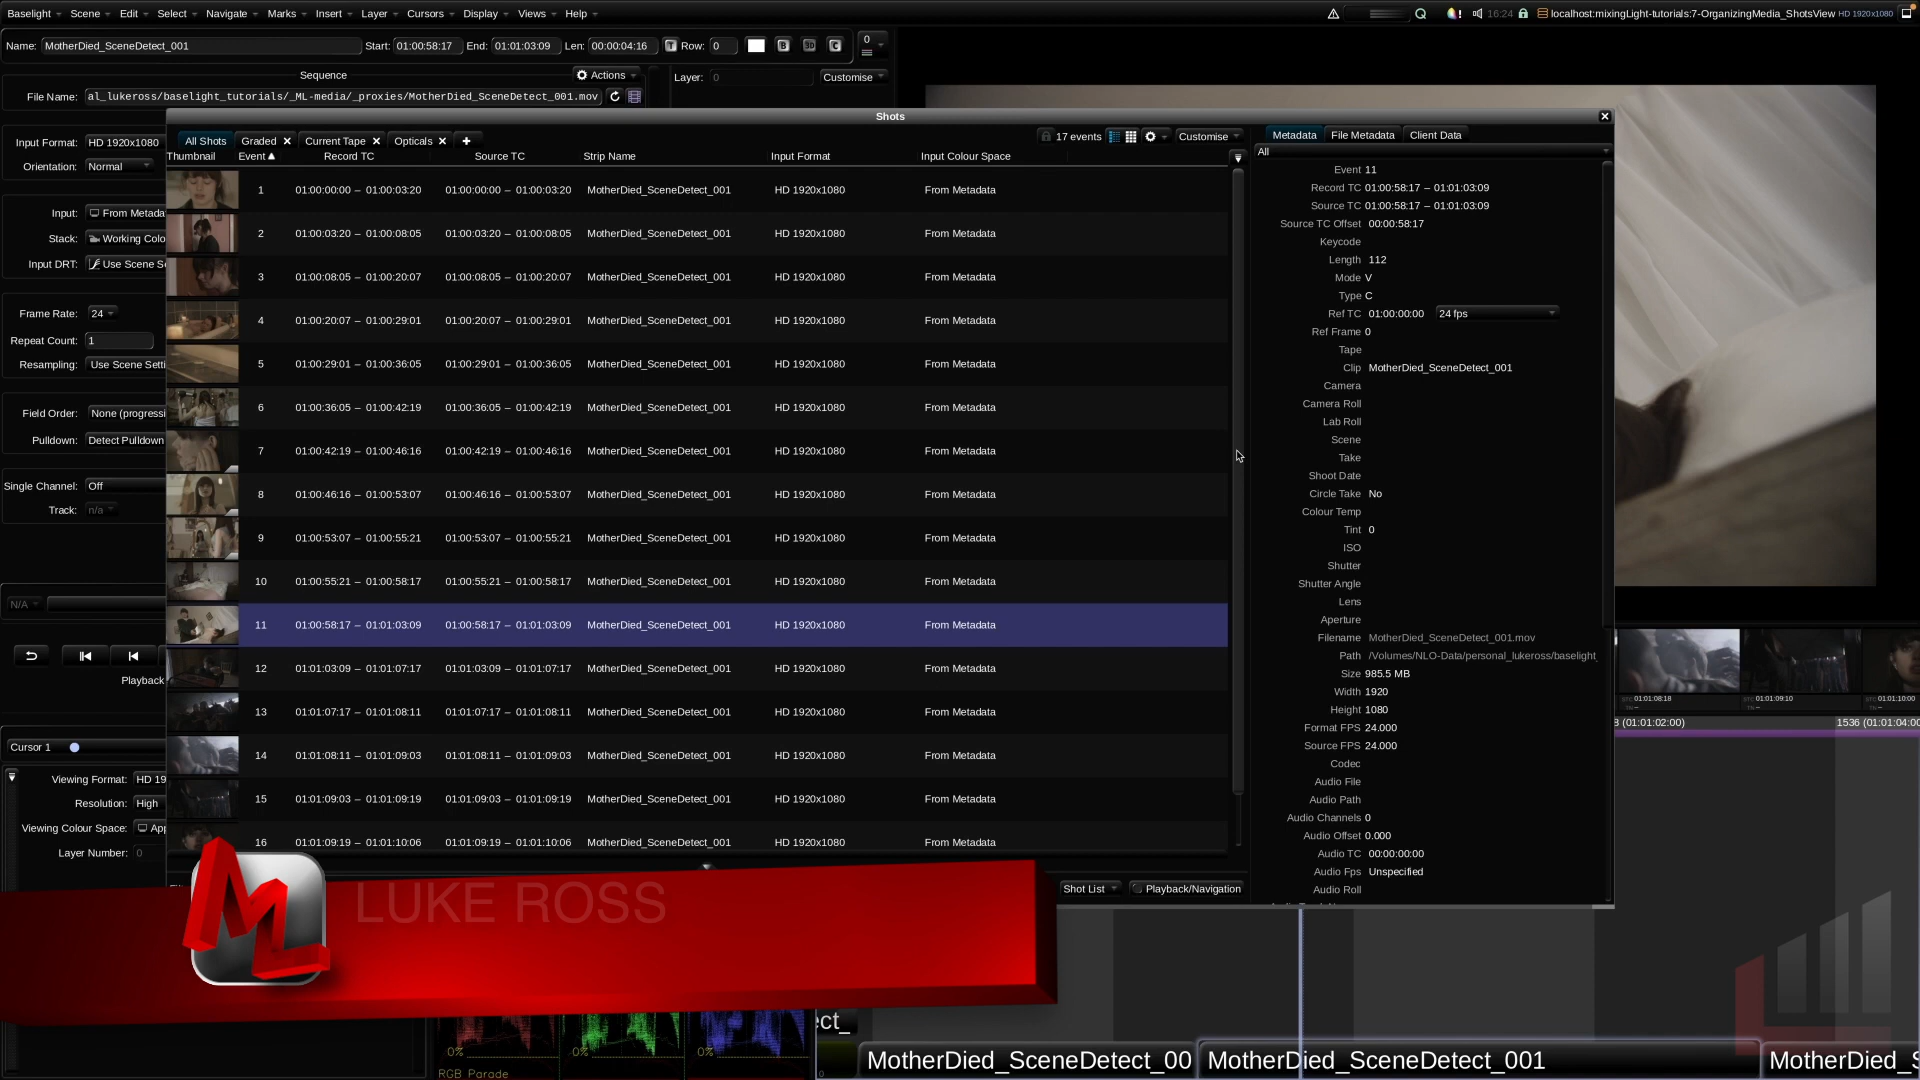 Baselight Scene Edit Select Navigate Marks Insert Layer Cursors Display Views Help
16:24 localhost:mixingLight-tutorials:7-OrganizingMedia_ShotsView HD 1920x1080
Name: MotherDied_SceneDetect_001 Start: 01:00:58:17 End: 01:01:03:09 Len: 00:00:04:16 T Row: 0 B 3D C 0
Sequence Actions Layer: 0 Customise
File Name: al_lukeross/baselight_tutorials/_ML-media/_proxies/MotherDied_SceneDetect_001.mov
Input Format: HD 1920x1080
Orientation: Normal
Input: From Metada
Stack: Working Colo
Input DRT: Use Scene Se
Frame Rate: 24
Repeat Count: 1
Resampling: Use Scene Setti
Field Order: None (progressi
Pulldown: Detect Pulldown
Single Channel: Off
Track: n/a
N/A
Playback
Cursor 1
Viewing Format: HD 19
Resolution: High
Viewing Colour Space: App
Layer Number: 0
Shots
All Shots Graded Current Tape Opticals 17 events Customise
Thumbnail Event Record TC Source TC Strip Name Input Format Input Colour Space
1 01:00:00:00 – 01:00:03:20 01:00:00:00 – 01:00:03:20 MotherDied_SceneDetect_001 HD 1920x1080 From Metadata
2 01:00:03:20 – 01:00:08:05 01:00:03:20 – 01:00:08:05 MotherDied_SceneDetect_001 HD 1920x1080 From Metadata
3 01:00:08:05 – 01:00:20:07 01:00:08:05 – 01:00:20:07 MotherDied_SceneDetect_001 HD 1920x1080 From Metadata
4 01:00:20:07 – 01:00:29:01 01:00:20:07 – 01:00:29:01 MotherDied_SceneDetect_001 HD 1920x1080 From Metadata
5 01:00:29:01 – 01:00:36:05 01:00:29:01 – 01:00:36:05 MotherDied_SceneDetect_001 HD 1920x1080 From Metadata
6 01:00:36:05 – 01:00:42:19 01:00:36:05 – 01:00:42:19 MotherDied_SceneDetect_001 HD 1920x1080 From Metadata
7 01:00:42:19 – 01:00:46:16 01:00:42:19 – 01:00:46:16 MotherDied_SceneDetect_001 HD 1920x1080 From Metadata
8 01:00:46:16 – 01:00:53:07 01:00:46:16 – 01:00:53:07 MotherDied_SceneDetect_001 HD 1920x1080 From Metadata
9 01:00:53:07 – 01:00:55:21 01:00:53:07 – 01:00:55:21 MotherDied_SceneDetect_001 HD 1920x1080 From Metadata
10 01:00:55:21 – 01:00:58:17 01:00:55:21 – 01:00:58:17 MotherDied_SceneDetect_001 HD 1920x1080 From Metadata
11 01:00:58:17 – 01:01:03:09 01:00:58:17 – 01:01:03:09 MotherDied_SceneDetect_001 HD 1920x1080 From Metadata
12 01:01:03:09 – 01:01:07:17 01:01:03:09 – 01:01:07:17 MotherDied_SceneDetect_001 HD 1920x1080 From Metadata
13 01:01:07:17 – 01:01:08:11 01:01:07:17 – 01:01:08:11 MotherDied_SceneDetect_001 HD 1920x1080 From Metadata
14 01:01:08:11 – 01:01:09:03 01:01:08:11 – 01:01:09:03 MotherDied_SceneDetect_001 HD 1920x1080 From Metadata
15 01:01:09:03 – 01:01:09:19 01:01:09:03 – 01:01:09:19 MotherDied_SceneDetect_001 HD 1920x1080 From Metadata
16 01:01:09:19 – 01:01:10:06 01:01:09:19 – 01:01:10:06 MotherDied_SceneDetect_001 HD 1920x1080 From Metadata
Shot List Playback/Navigation
Metadata File Metadata Client Data
All
Event 11
Record TC 01:00:58:17 – 01:01:03:09
Source TC 01:00:58:17 – 01:01:03:09
Source TC Offset 00:00:58:17
Keycode
Length 112
Mode V
Type C
Ref TC 01:00:00:00 24 fps
Ref Frame 0
Tape
Clip MotherDied_SceneDetect_001
Camera
Camera Roll
Lab Roll
Scene
Take
Shoot Date
Circle Take No
Colour Temp
Tint 0
ISO
Shutter
Shutter Angle
Lens
Aperture
Filename MotherDied_SceneDetect_001.mov
Path /Volumes/NLO-Data/personal_lukeross/baselight_
Size 985.5 MB
Width 1920
Height 1080
Format FPS 24.000
Source FPS 24.000
Codec
Audio File
Audio Path
Audio Channels 0
Audio Offset 0.000
Audio TC 00:00:00:00
Audio Fps Unspecified
Audio Roll
01:01:08:18 01:01:09:10 01:01:10:00
8 (01:01:02:00) 1536 (01:01:04:00
ML LUKE ROSS
0% 0% 0%
RGB Parade
ect_
MotherDied_SceneDetect_00 MotherDied_SceneDetect_001 MotherDied_S